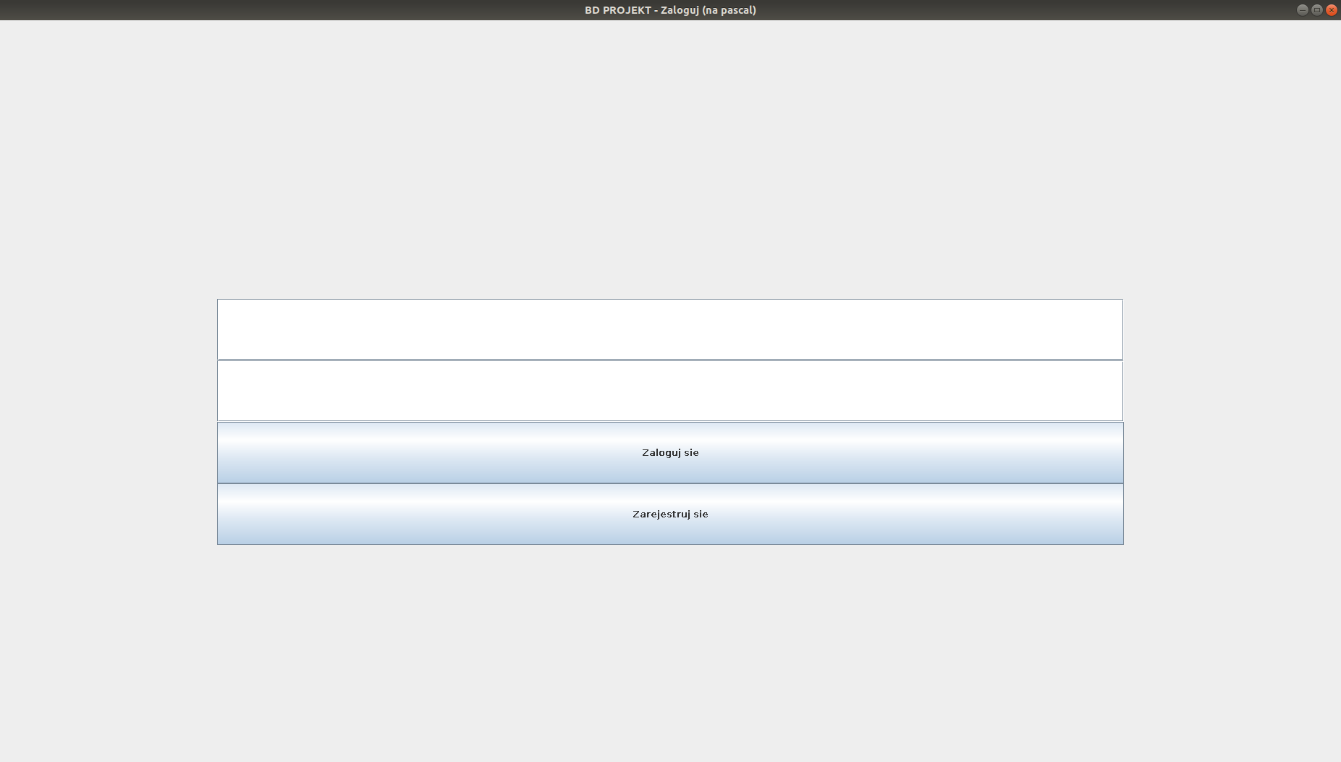 BD PROJEKT - Zaloguj (na pascal)
Zaloguj sie
Zarejestruj sie